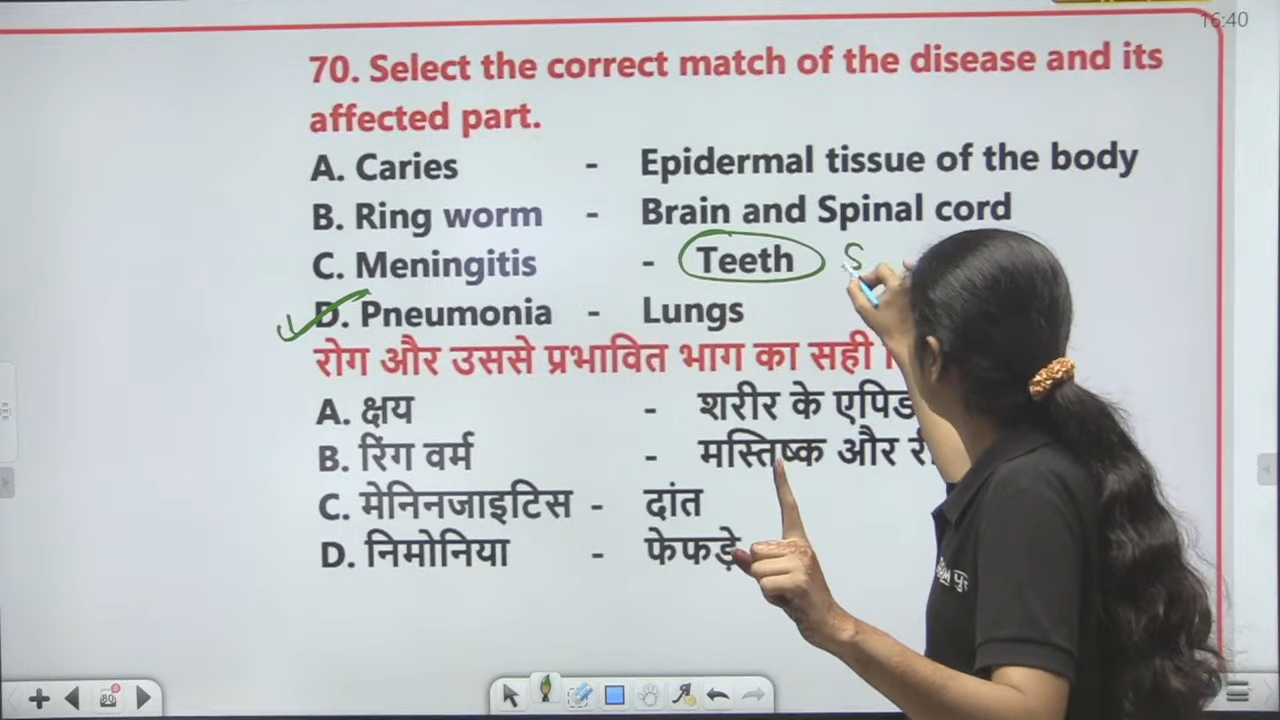 16:40
70. Select the correct match of the disease and its
affected part.
A. Caries - Epidermal tissue of the body
B. Ring worm - Brain and Spinal cord
C. Meningitis - Teeth S
D. Pneumonia - Lungs
रोग और उससे प्रभावित भाग का सही
A. क्षय - शरीर के
B. रिंग वर्म - मस्तिष्क और
C. मेनिनजाइटिस - दांत
D. निमोनिया - फेफड़े
80